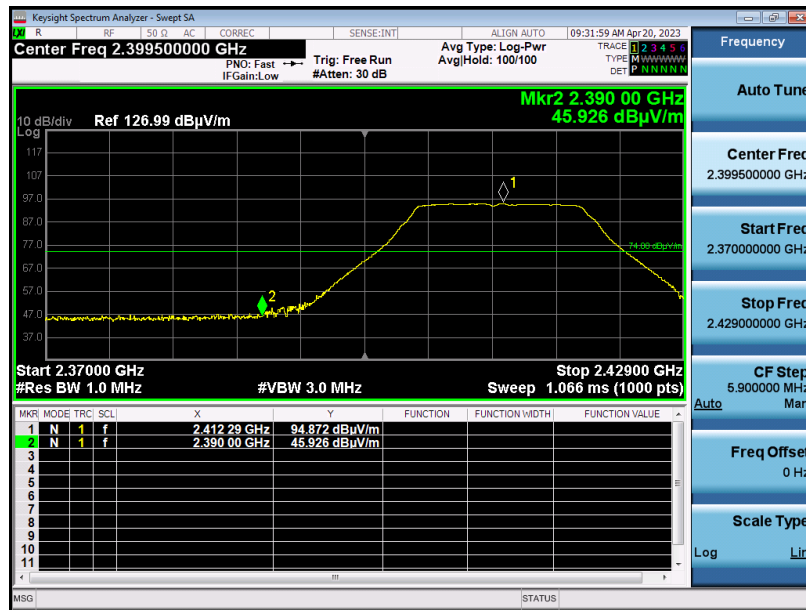 Keysight Spectrum Analyzer - Swept SA
R RF 50 Ω AC CORREC SENSE:INT ALIGN AUTO 09:31:59 AM Apr 20, 2023
Center Freq 2.399500000 GHz
PNO: Fast
IFGain:Low
Trig: Free Run
#Atten: 30 dB
Avg Type: Log-Pwr
Avg|Hold: 100/100
TRACE 1 2 3 4 5 6
TYPE M W W W W W
DET P N N N N N
Mkr2 2.390 00 GHz
45.926 dBµV/m
10 dB/div Ref 126.99 dBµV/m
Log
117
107
97.0
87.0
77.0
67.0
57.0
47.0
37.0
1
2
74.00 dBµV/m
Start 2.37000 GHz Stop 2.42900 GHz
#Res BW 1.0 MHz #VBW 3.0 MHz Sweep 1.066 ms (1000 pts)
MKR MODE TRC SCL X Y FUNCTION FUNCTION WIDTH FUNCTION VALUE
1 N 1 f 2.412 29 GHz 94.872 dBµV/m
2 N 1 f 2.390 00 GHz 45.926 dBµV/m
3
4
5
6
7
8
9
10
11
MSG STATUS
Frequency
Auto Tune
Center Freq
2.399500000 GHz
Start Freq
2.370000000 GHz
Stop Freq
2.429000000 GHz
CF Step
5.900000 MHz
Auto Man
Freq Offset
0 Hz
Scale Type
Log Lin